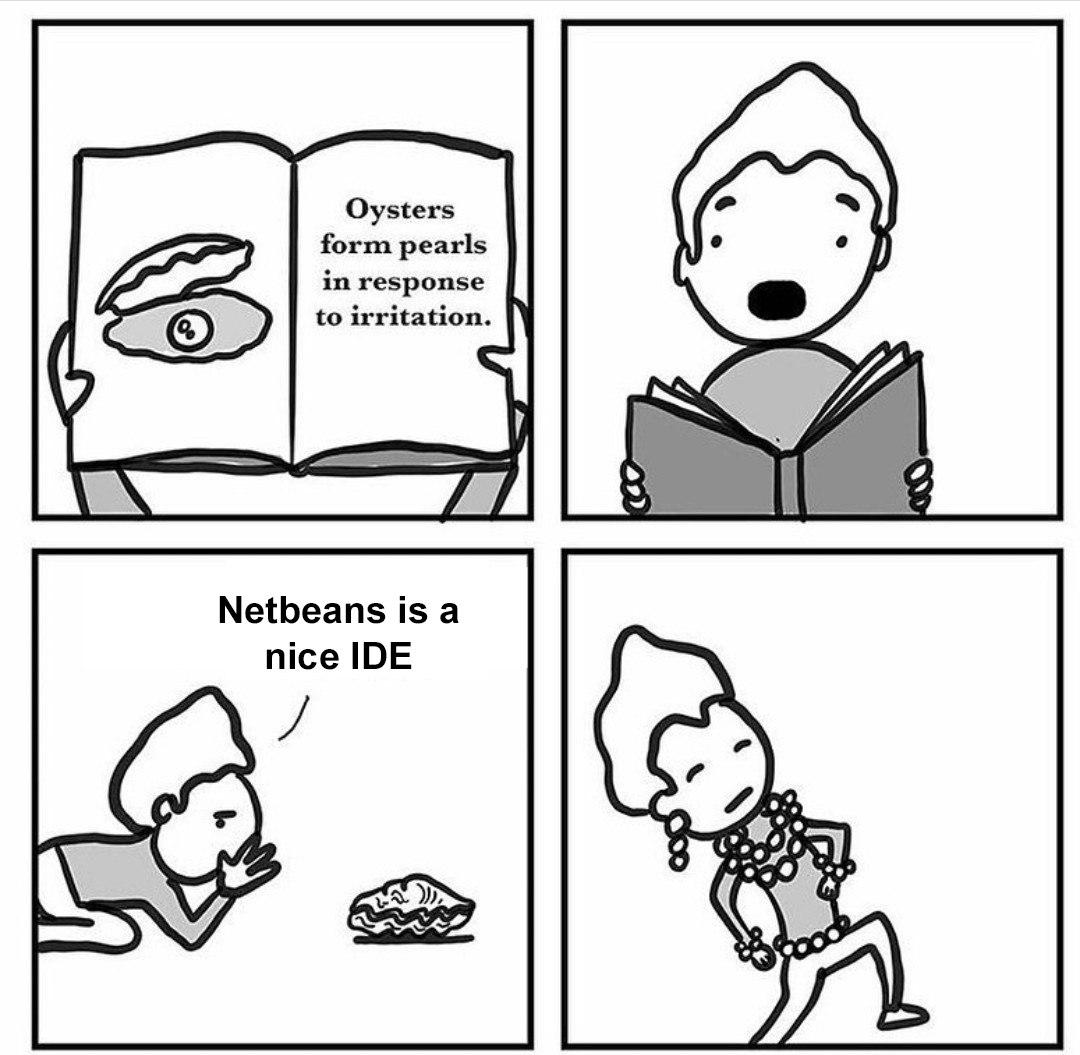 Oysters
form pearls
in response
to irritation.
Netbeans is a
nice IDE